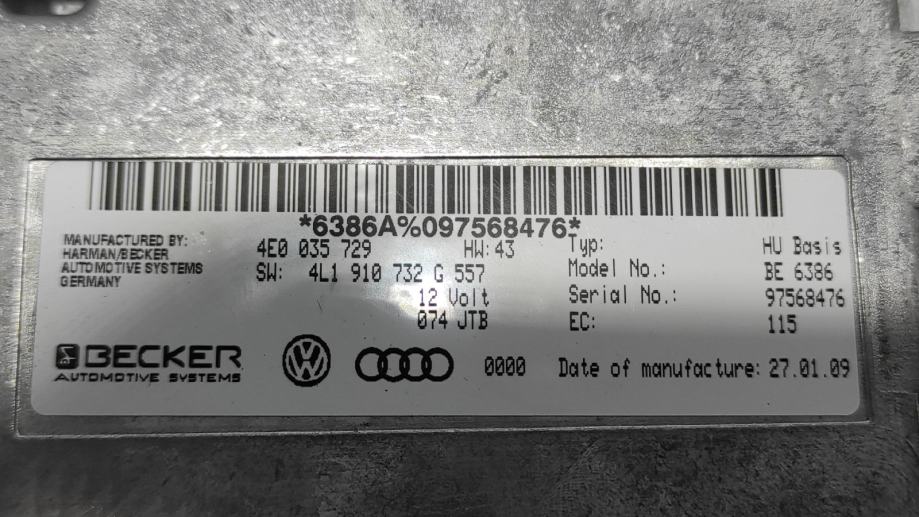 *6386A%097568476*
MANUFACTURED BY:
HARMAN/BECKER
AUTOMOTIVE SYSTEMS
GERMANY
4E0 035 729 HW: 43
SW: 4L1 910 732 G 557
12 Volt
074 JTB
Typ: HU Basis
Model No.: BE 6386
Serial No.: 97568476
EC: 115
BECKER
AUTOMOTIVE SYSTEMS
VW
0000
Date of manufacture: 27.01.09